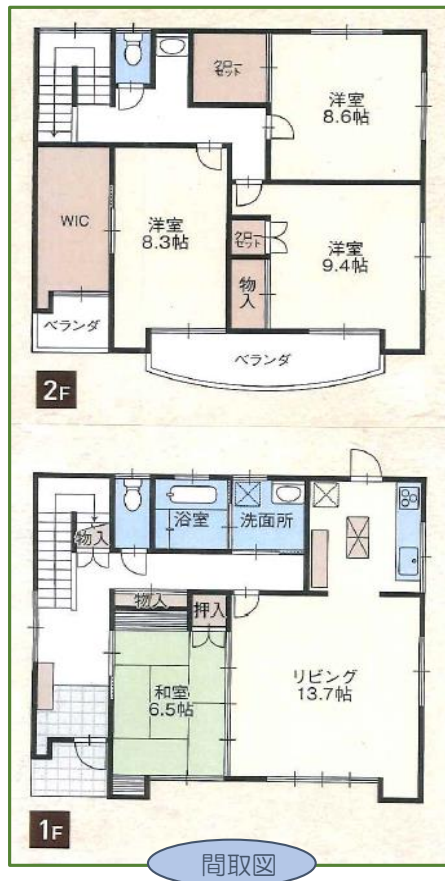 クロー
ゼット
洋室
8.6帖
WIC
洋室
8.3帖
クロ
ゼット
洋室
9.4帖
物
入
ベランダ
ベランダ
2F
物入
浴室
洗面所
物入
押入
和室
6.5帖
リビング
13.7帖
1F
間取図